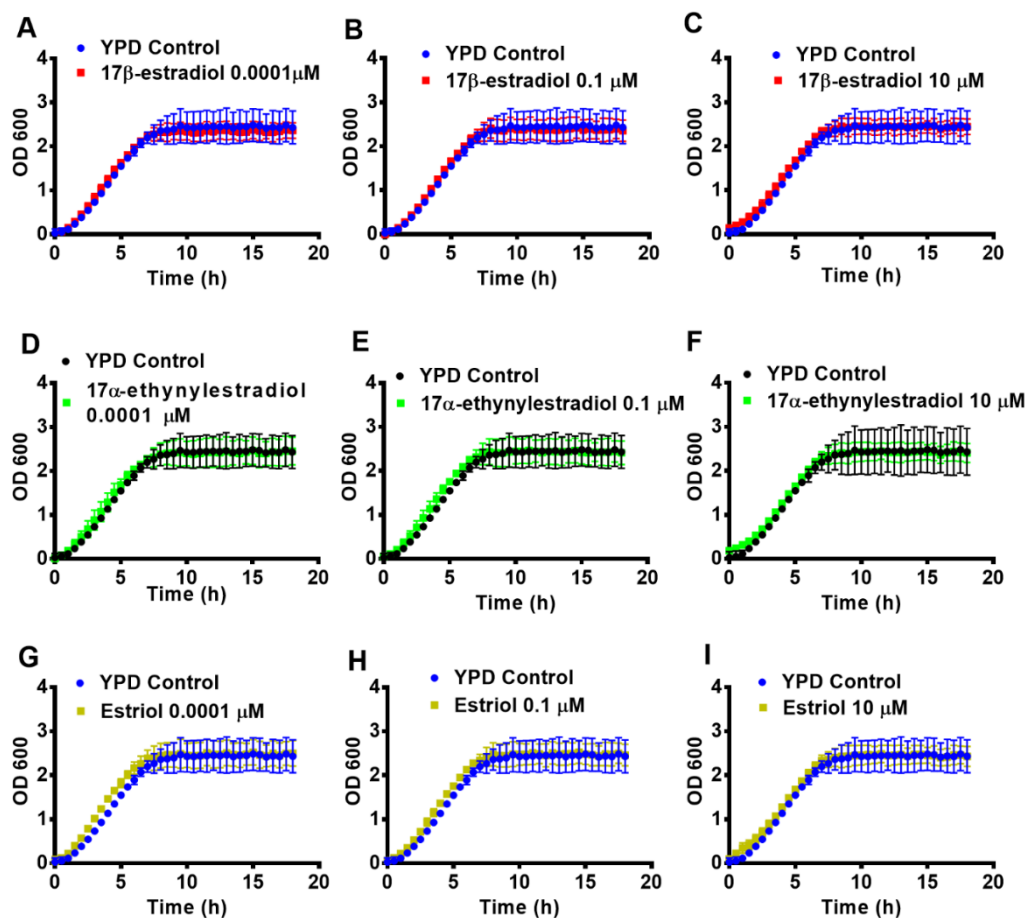 A
YPD Control
17β-estradiol 0.0001μM
4
3
2
1
0
OD 600
0 5 10 15 20
Time (h)
B
YPD Control
17β-estradiol 0.1 μM
4
3
2
1
0
OD 600
0 5 10 15 20
Time (h)
C
YPD Control
17β-estradiol 10 μM
4
3
2
1
0
OD 600
0 5 10 15 20
Time (h)
D
YPD Control
17α-ethynylestradiol
0.0001 μM
4
3
2
1
0
OD 600
0 5 10 15 20
Time (h)
E
YPD Control
17α-ethynylestradiol 0.1 μM
4
3
2
1
0
OD 600
0 5 10 15 20
Time (h)
F
YPD Control
17α-ethynylestradiol 10 μM
4
3
2
1
0
OD 600
0 5 10 15 20
Time (h)
G
YPD Control
Estriol 0.0001 μM
4
3
2
1
0
OD 600
0 5 10 15 20
Time (h)
H
YPD Control
Estriol 0.1 μM
4
3
2
1
0
OD 600
0 5 10 15 20
Time (h)
I
YPD Control
Estriol 10 μM
4
3
2
1
0
OD 600
0 5 10 15 20
Time (h)